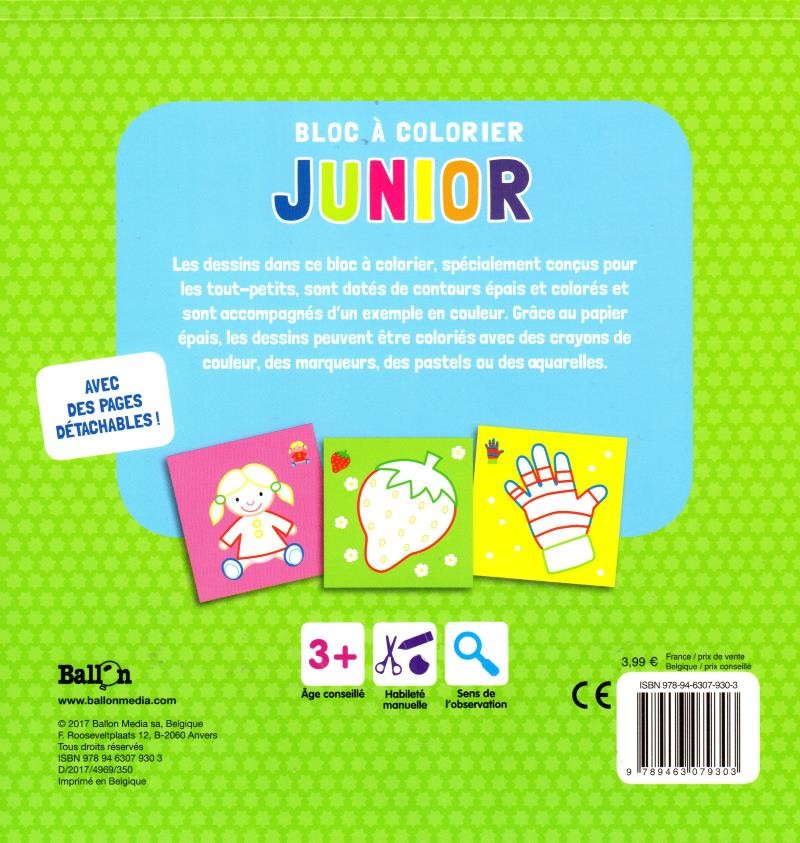 BLOC À COLORIER
JUNIOR
Les dessins dans ce bloc à colorier, spécialement conçus pour
les tout-petits, sont dotés de contours épais et colorés et
sont accompagnés d'un exemple en couleur. Grâce au papier
épais, les dessins peuvent être coloriés avec des crayons de
couleur, des marqueurs, des pastels ou des aquarelles.
AVEC
DES PAGES
DÉTACHABLES !
3+
Âge conseillé
Habileté
manuelle
Sens de
l'observation
Ballon
www.ballonmedia.com
© 2017 Ballon Media sa, Belgique
F. Rooseveltplaats 12, B-2060 Anvers
Tous droits réservés
ISBN 978 94 6307 930 3
D/2017/4969/350
Imprimé en Belgique
CE
3,99 €
France / prix de vente
Belgique / prix conseillé
ISBN 978-94-6307-930-3
9 789463 079303